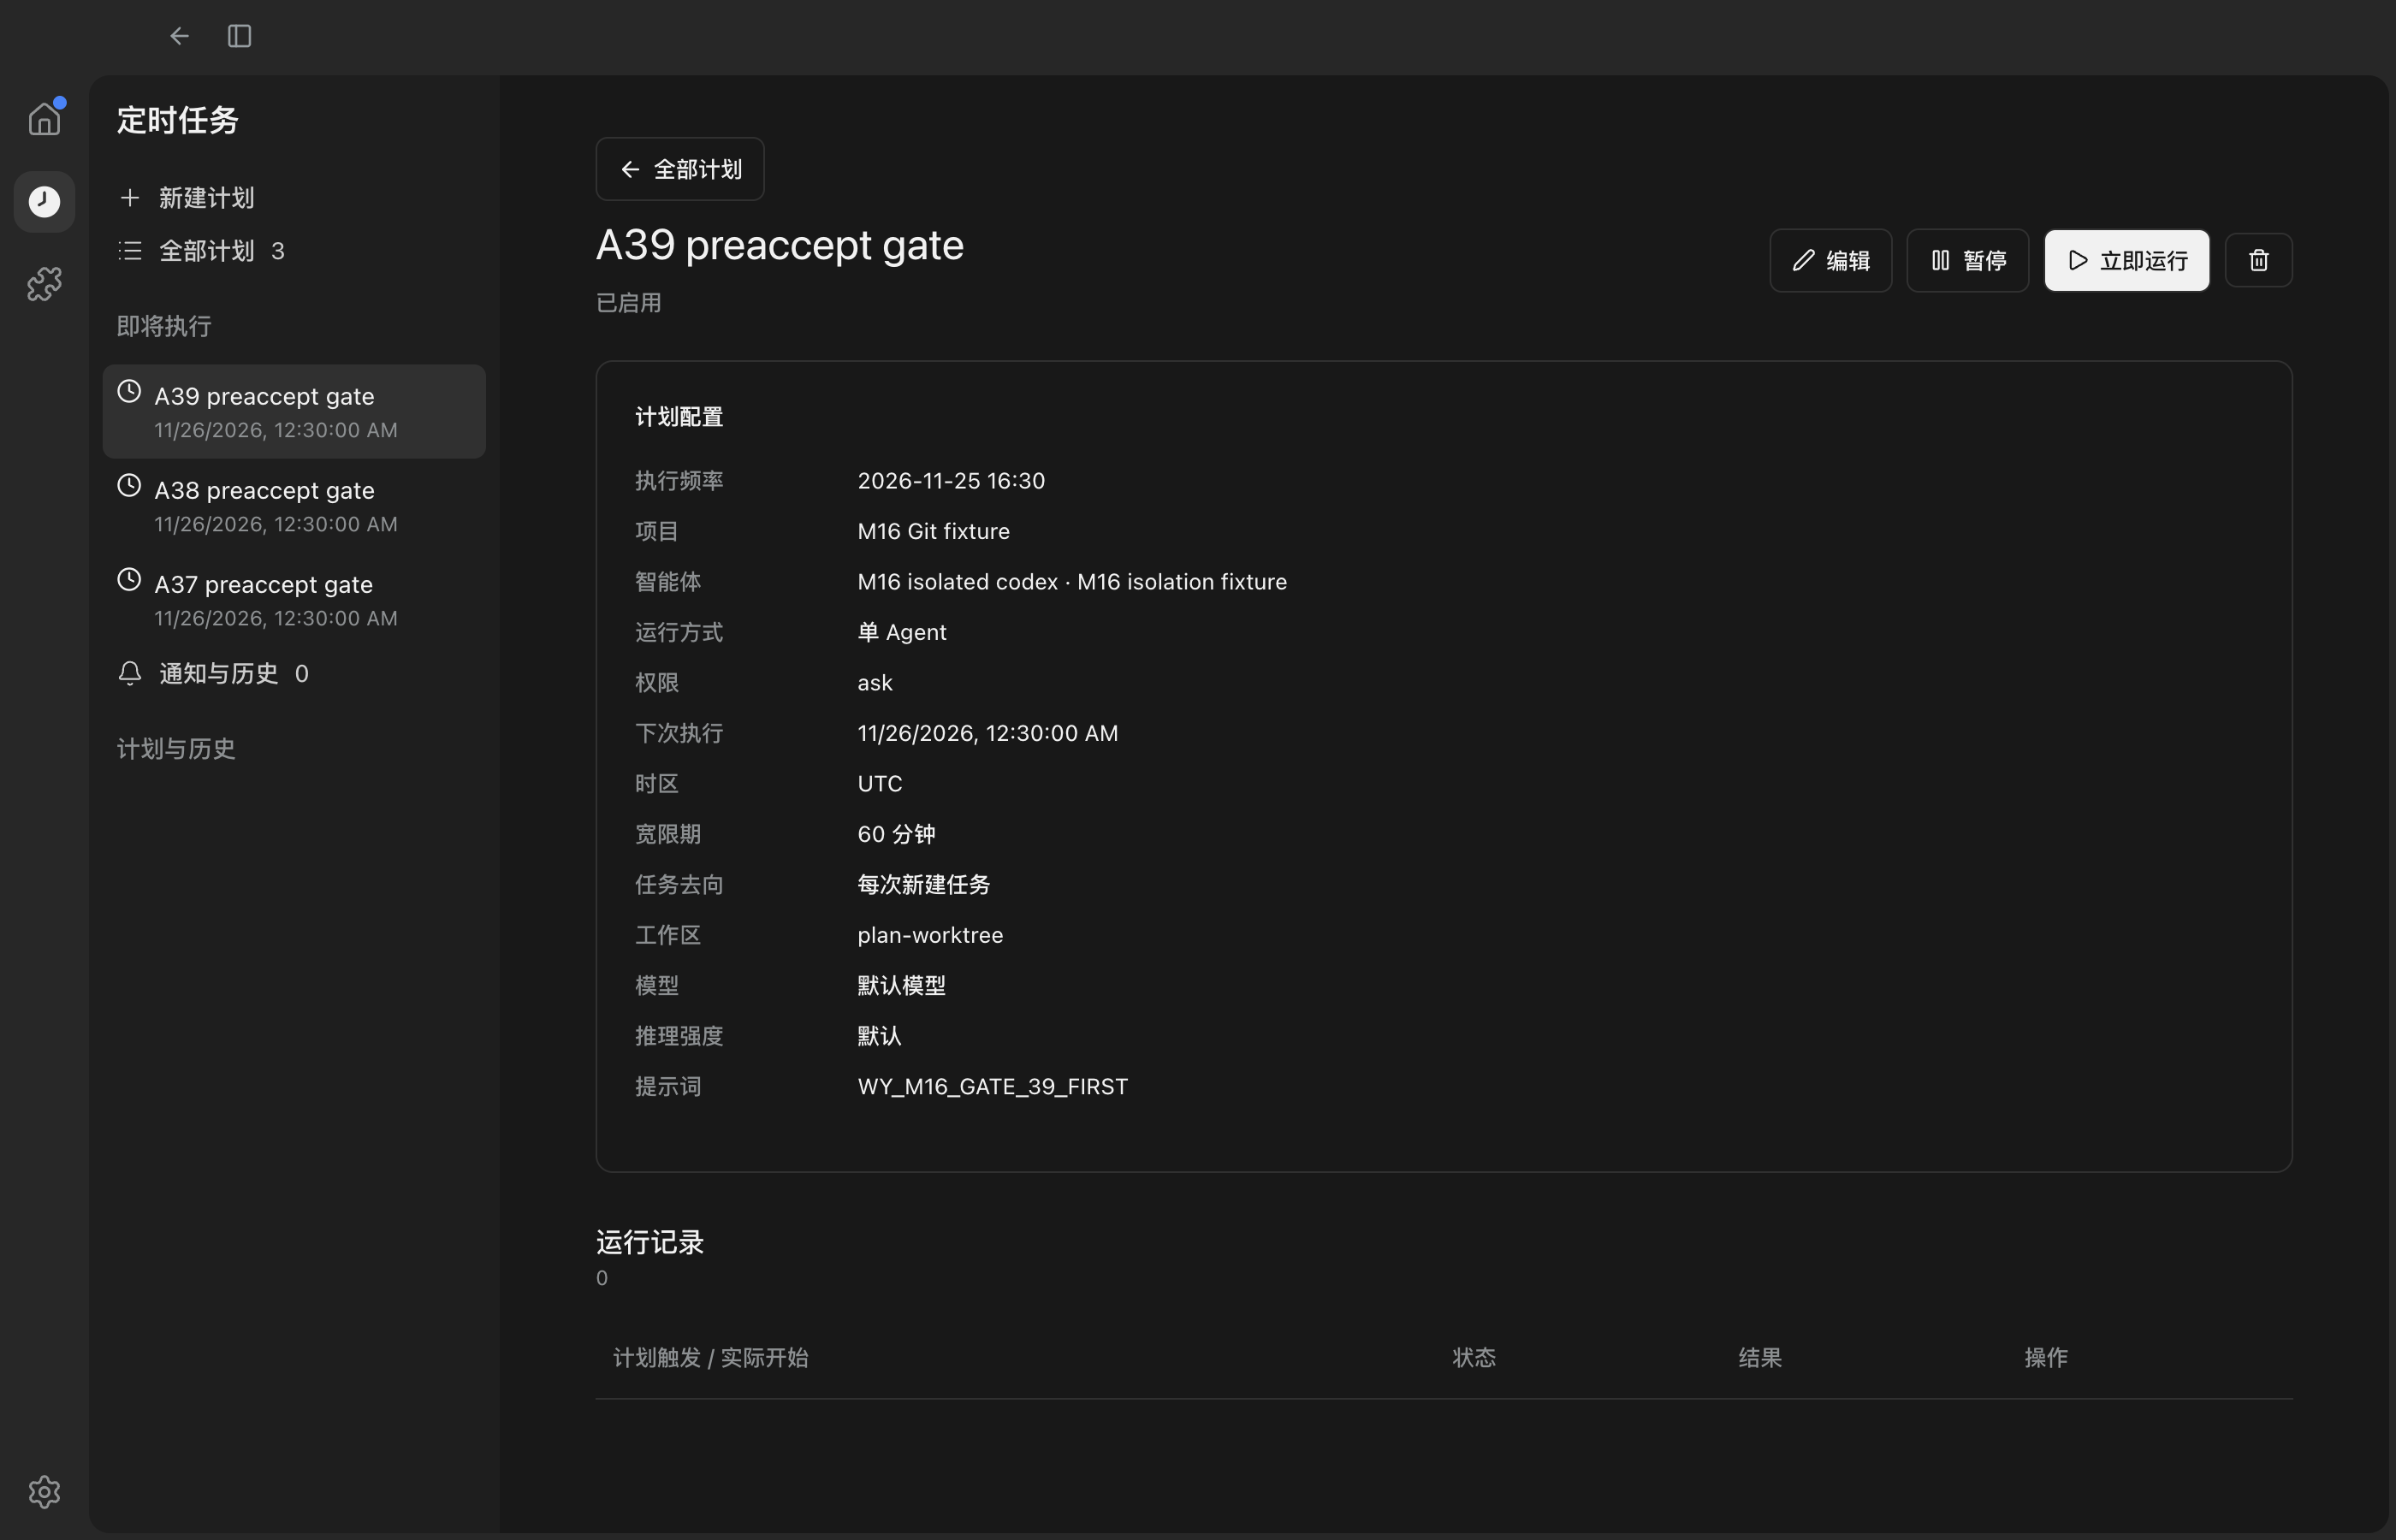 定时任务
新建计划
全部计划 3
即将执行
A39 preaccept gate
11/26/2026, 12:30:00 AM
A38 preaccept gate
11/26/2026, 12:30:00 AM
A37 preaccept gate
11/26/2026, 12:30:00 AM
通知与历史 0
计划与历史
全部计划
A39 preaccept gate
已启用
编辑
暂停
立即运行
计划配置
执行频率 2026-11-25 16:30
项目 M16 Git fixture
智能体 M16 isolated codex · M16 isolation fixture
运行方式 单 Agent
权限 ask
下次执行 11/26/2026, 12:30:00 AM
时区 UTC
宽限期 60 分钟
任务去向 每次新建任务
工作区 plan-worktree
模型 默认模型
推理强度 默认
提示词 WY_M16_GATE_39_FIRST
运行记录
0
计划触发 / 实际开始 状态 结果 操作